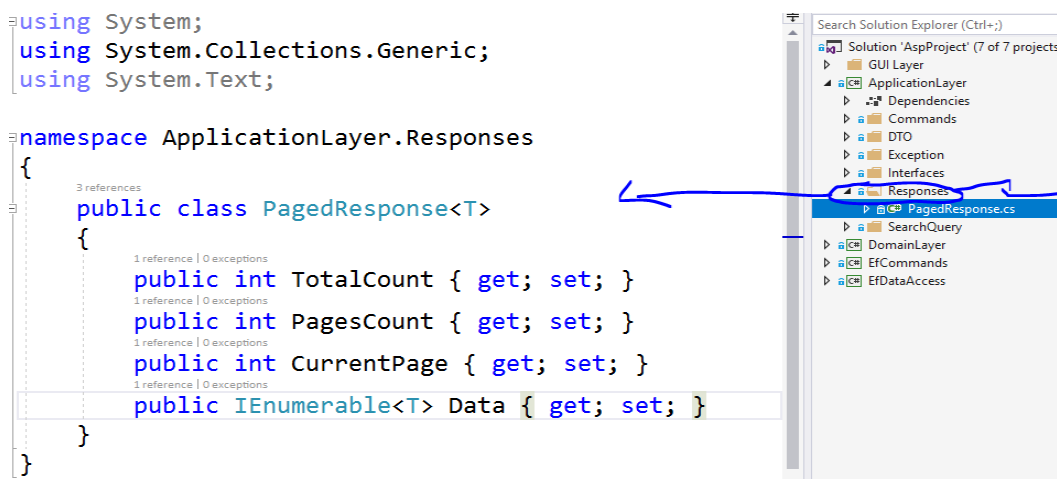 using System;
using System.Collections.Generic;
using System.Text;
namespace ApplicationLayer.Responses
{
3 references
public class PagedResponse<T>
{
1 reference | 0 exceptions
public int TotalCount { get; set; }
1 reference | 0 exceptions
public int PagesCount { get; set; }
1 reference | 0 exceptions
public int CurrentPage { get; set; }
1 reference | 0 exceptions
public IEnumerable<T> Data { get; set; }
}
}
Search Solution Explorer (Ctrl+;)
Solution 'AspProject' (7 of 7 projects
GUI Layer
C# ApplicationLayer
Dependencies
Commands
DTO
Exception
Interfaces
Responses
C# PagedResponse.cs
SearchQuery
C# DomainLayer
C# EfCommands
C# EfDataAccess